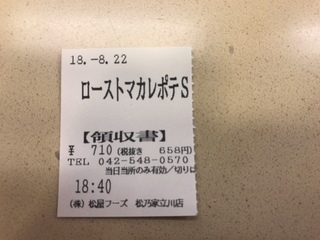 18.-8.22
ローストマカレポテS
【領収書】
¥ 710(税抜き 658円)
TEL 042-548-0570
当日当所のみ有効/切り
18:40
(株) 松屋フーズ 松乃家立川店